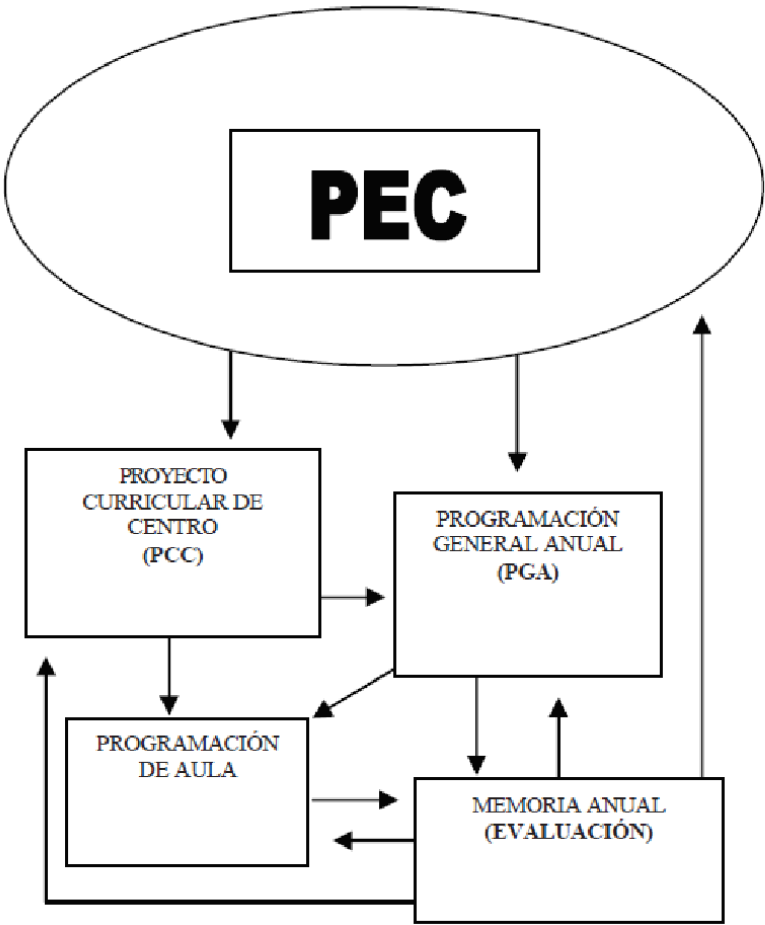 PEC
PROYECTO
CURRICULAR DE
CENTRO
(PCC)
PROGRAMACIÓN
GENERAL ANUAL
(PGA)
PROGRAMACIÓN
DE AULA
MEMORIA ANUAL
(EVALUACIÓN)